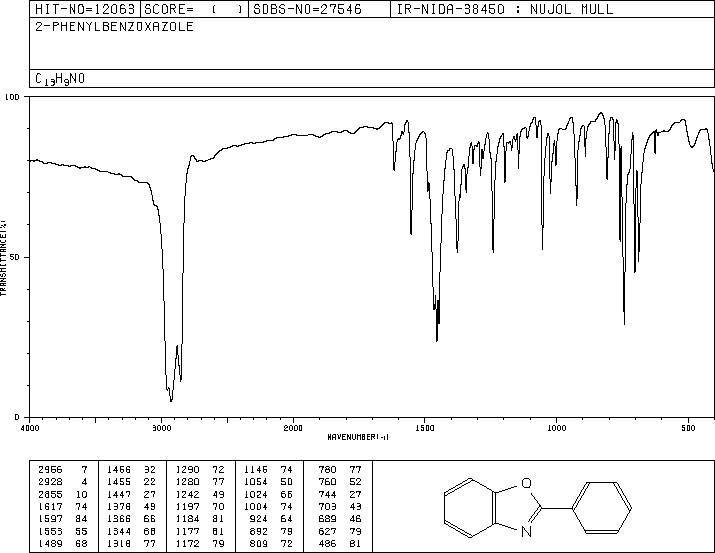 HIT-NO=12063 SCORE= ( ) SDBS-NO=27546 IR-NIDA-38450 : NUJOL MULL
2-PHENYLBENZOXAZOLE
C13H9NO
100
50
0
TRANSMITTANCE(%)
4000 3000 2000 1500 1000 500
WAVENUMBER(-1)
2956 7 1466 32 1290 72 1146 74 780 77
2928 4 1455 22 1280 77 1054 50 760 52
2855 10 1447 27 1242 49 1024 66 744 27
1617 74 1378 49 1197 70 1004 74 703 43
1597 84 1366 66 1184 81 924 64 689 46
1553 55 1344 68 1177 81 892 79 627 79
1489 68 1318 77 1172 79 809 72 486 81
O
N